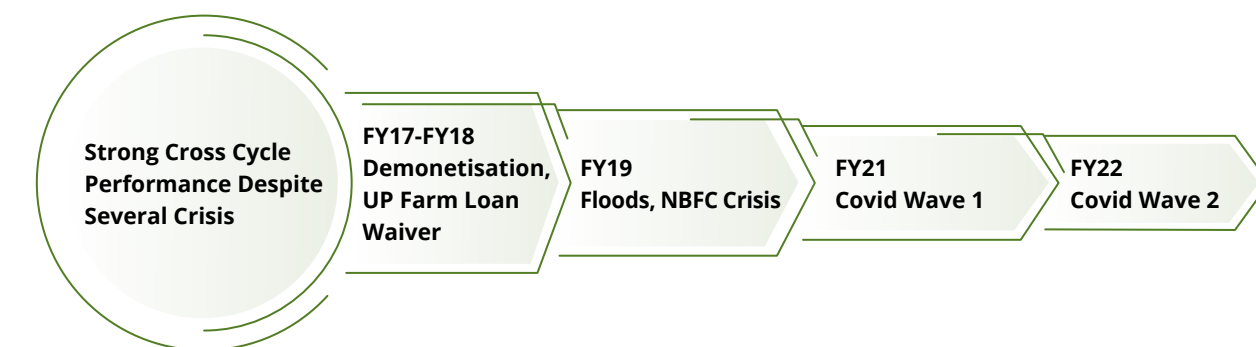 Strong Cross Cycle
Performance Despite
Several Crisis
FY17-FY18
Demonetisation,
UP Farm Loan
Waiver
FY19
Floods, NBFC Crisis
FY21
Covid Wave 1
FY22
Covid Wave 2